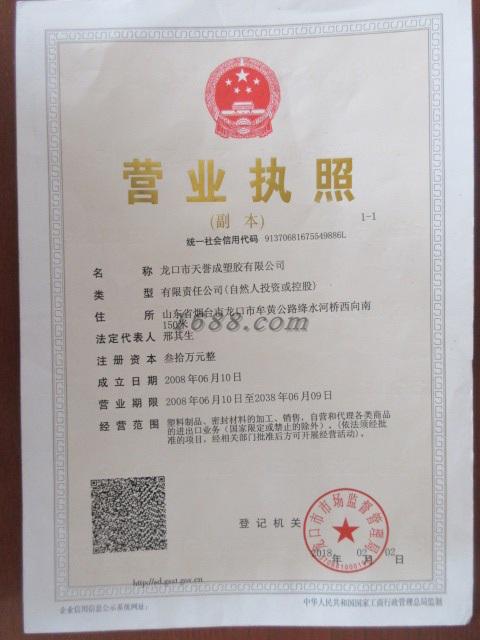 营业执照
(副 本)
1-1
统一社会信用代码 91370681675549886L
名 称 龙口市天誉成塑胶有限公司
类 型 有限责任公司(自然人投资或控股)
住 所 山东省烟台市龙口市牟黄公路绛水河桥西向南
150米
1688.com
法定代表人 邢其生
注册资本 叁拾万元整
成立日期 2008年06月10日
营业期限 2008年06月10日至2038年06月09日
经营范围 塑料制品、密封材料的加工、销售，自营和代理各类商品
的进出口业务（国家限定或禁止的除外）。(依法须经批
准的项目，经相关部门批准后方可开展经营活动)。
登记机关
龙口市市场监督管理局
2018年 02月 02日
企业信用信息公示系统网址：
中华人民共和国国家工商行政管理总局监制